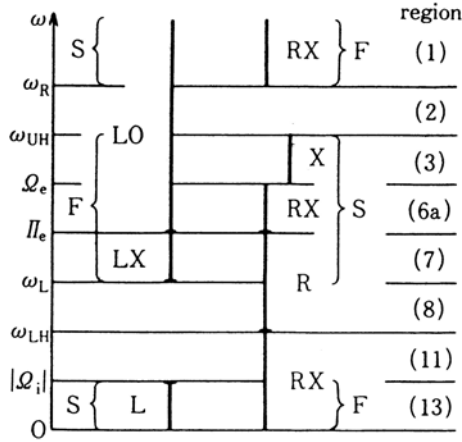 ω region
S RX F (1)
ω_R
(2)
ω_UH LO
X (3)
Ω_e
F RX S (6a)
Π_e
LX (7)
ω_L R
(8)
ω_LH
(11)
|Ω_i| RX
S L F (13)
O